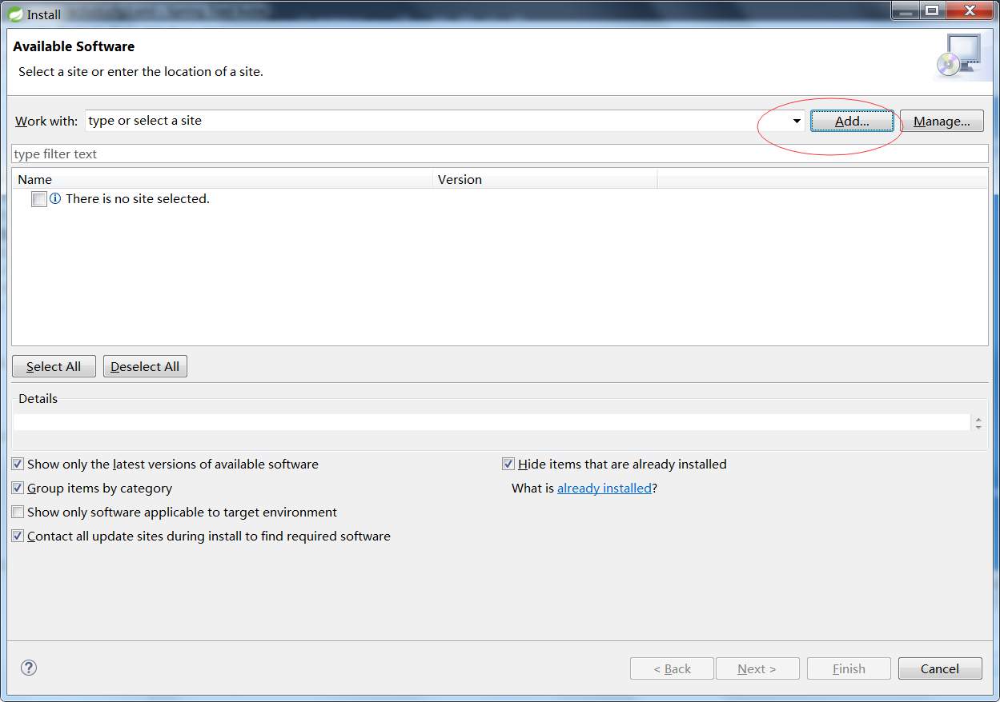 Install
Available Software
Select a site or enter the location of a site.
Work with: type or select a site Add... Manage...
type filter text
Name Version
There is no site selected.
Select All Deselect All
Details
Show only the latest versions of available software Hide items that are already installed
Group items by category What is already installed?
Show only software applicable to target environment
Contact all update sites during install to find required software
? < Back Next > Finish Cancel